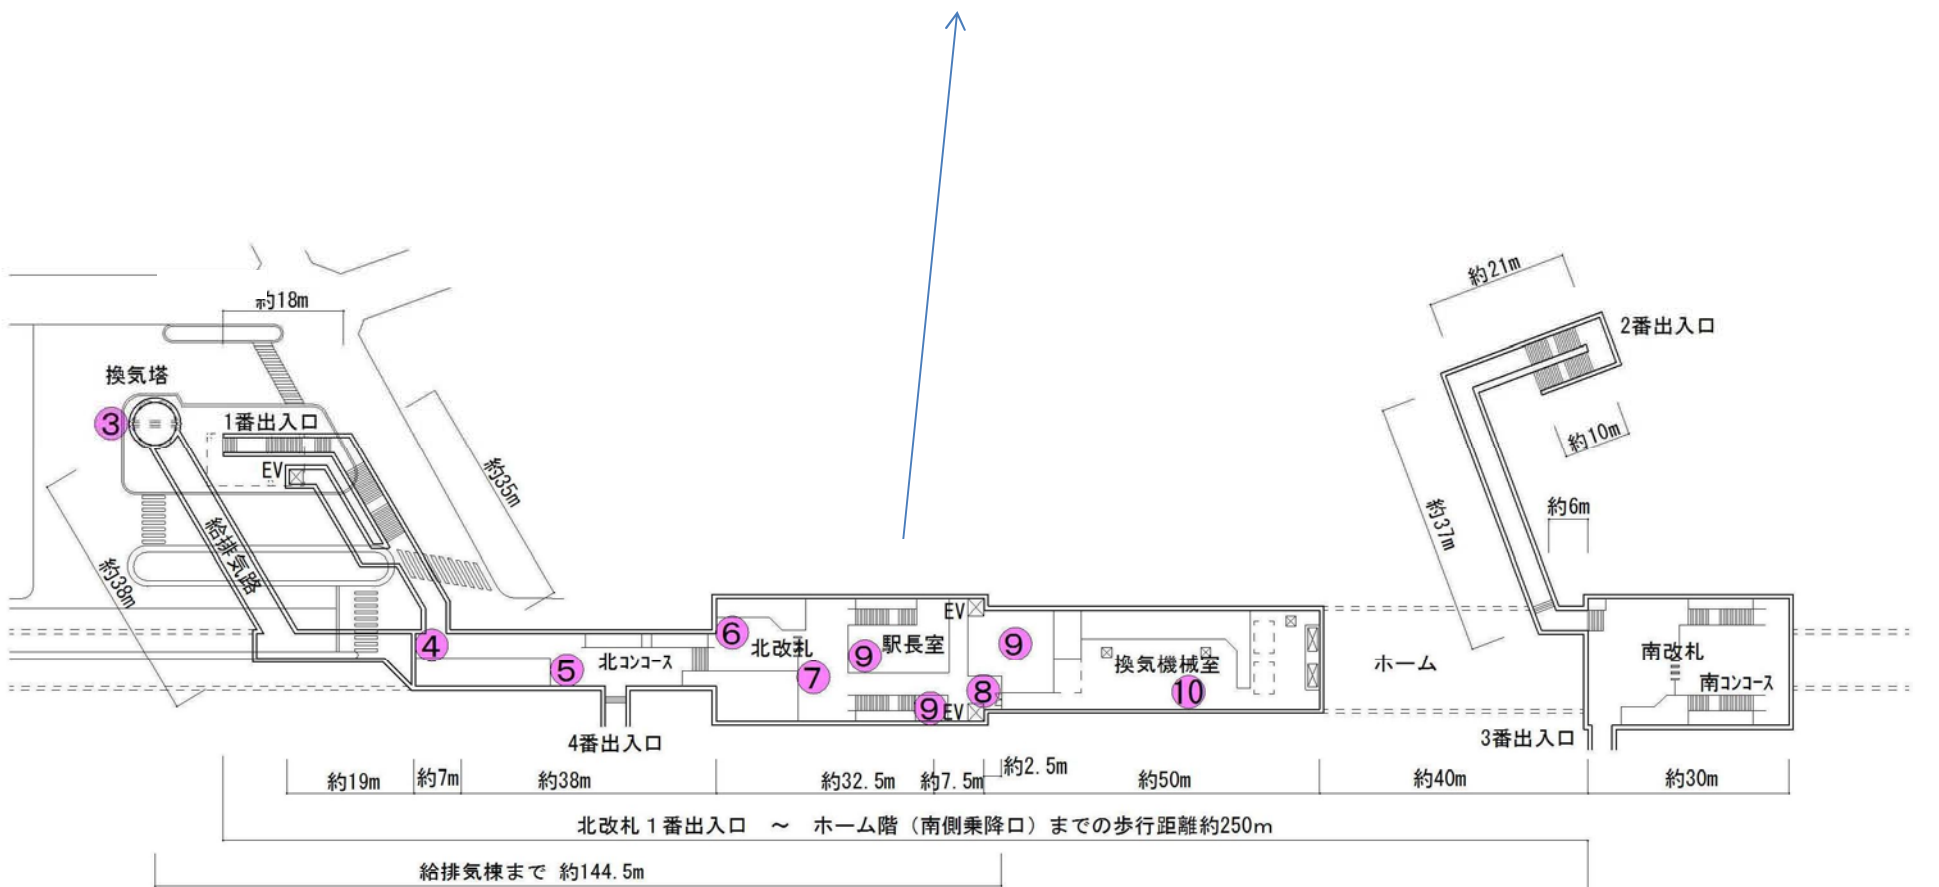 約21m
2番出入口
約18m
換気塔
③
1番出入口
EV
約35m
約10m
約37m
約6m
給排気路
約38m
④
⑤
北コンコース
⑥
北改札
⑦
⑨
駅長室
EV
⑨
⑧
⑨
EV
換気機械室
⑩
ホーム
南改札
南コンコース
4番出入口
3番出入口
約19m
約7m
約38m
約32.5m
約7.5m
約2.5m
約50m
約40m
約30m
北改札1番出入口 ～ ホーム階（南側乗降口）までの歩行距離約250m
給排気棟まで 約144.5m